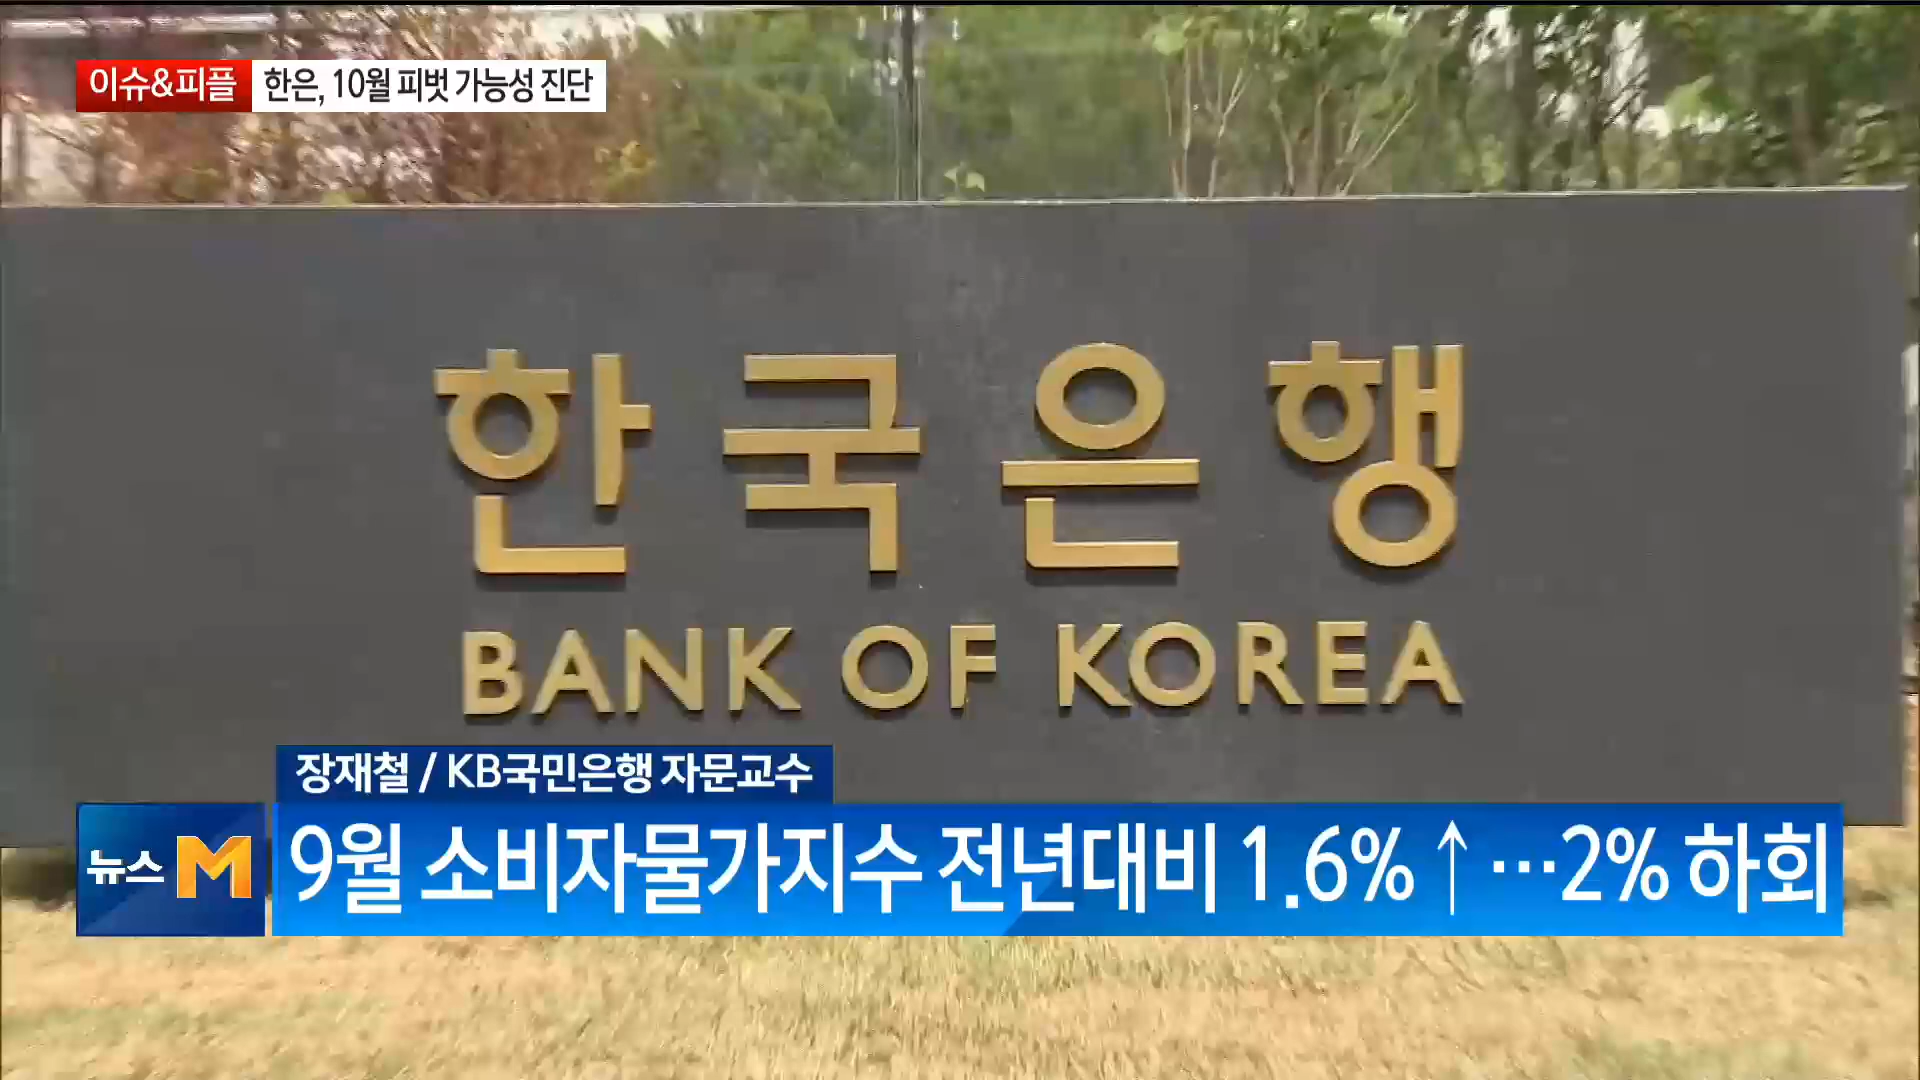 이슈&피플 한은, 10월 피벗 가능성 진단
한국은행
BANK OF KOREA
장재철 / KB국민은행 자문교수
뉴스 M 9월 소비자물가지수 전년대비 1.6%↑…2% 하회